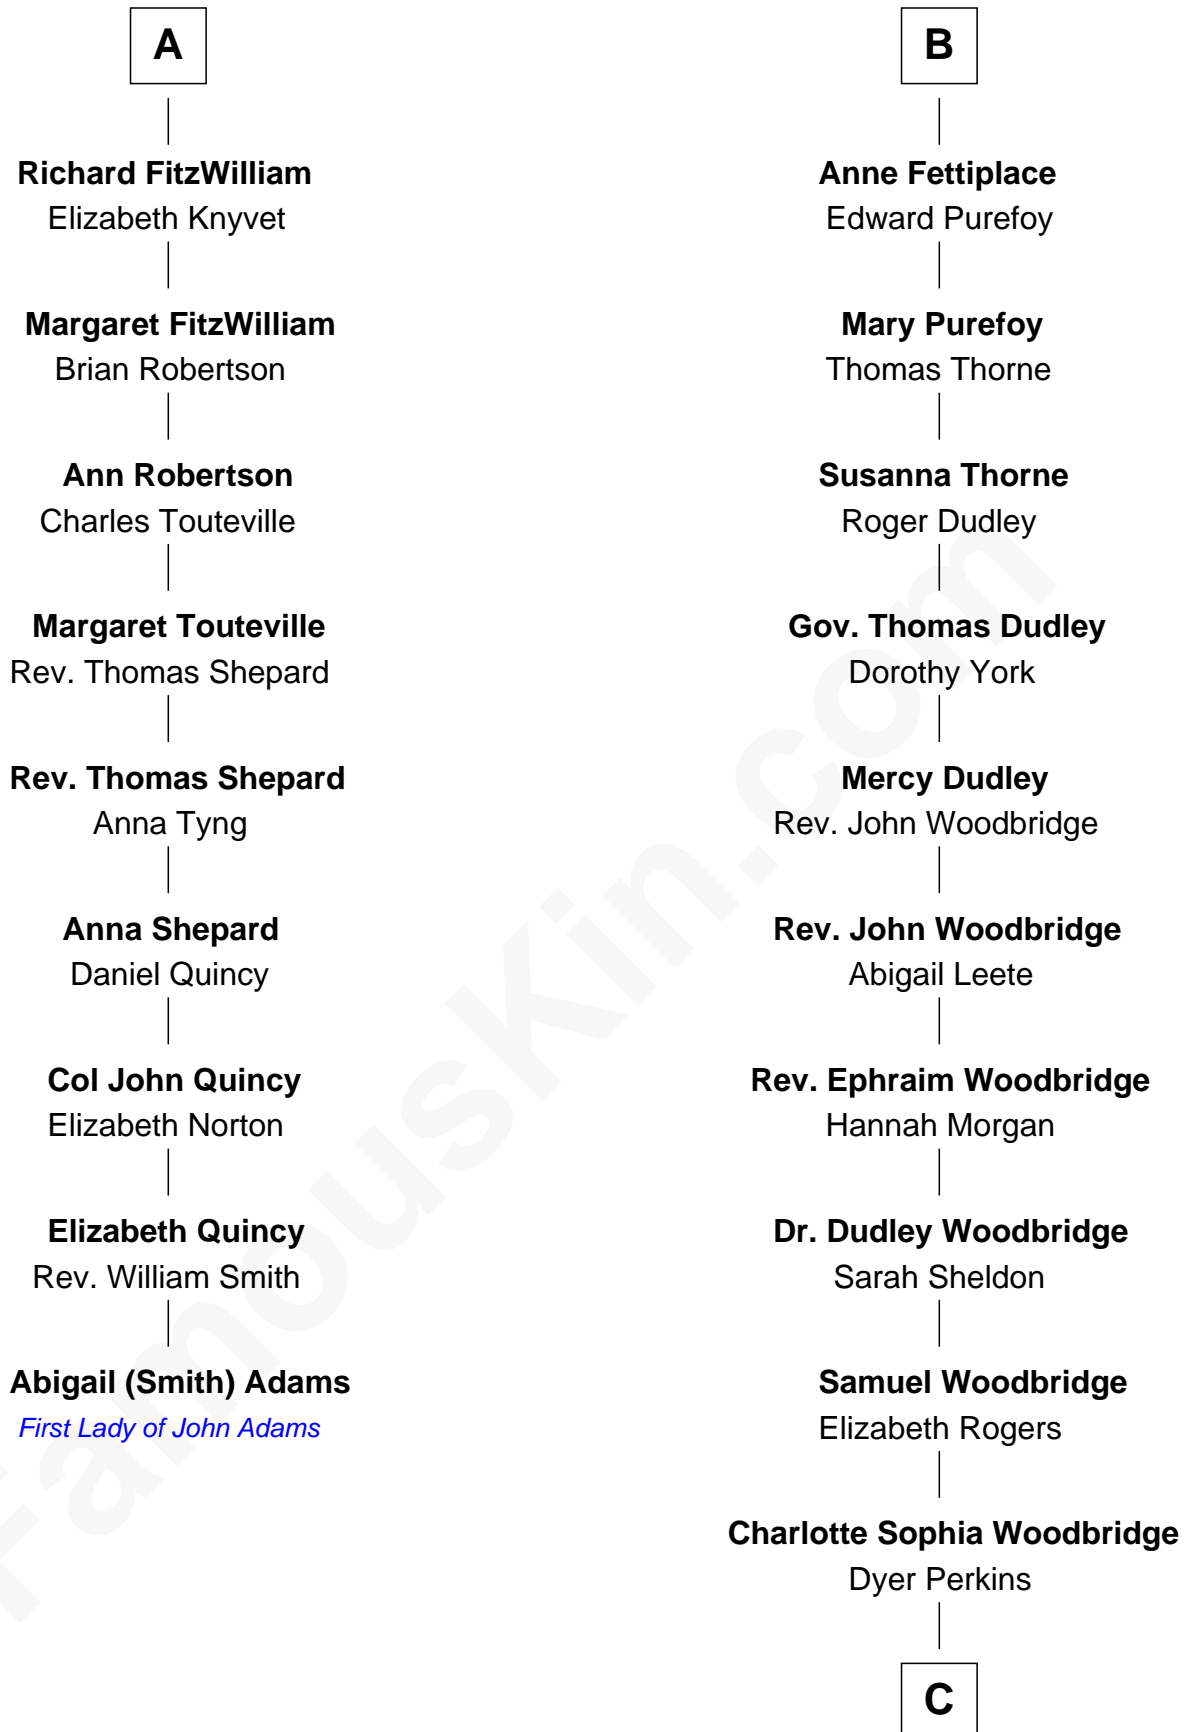 A
Richard FitzWilliam
Elizabeth Knyvet
Margaret FitzWilliam
Brian Robertson
Ann Robertson
Charles Touteville
Margaret Touteville
Rev. Thomas Shepard
Rev. Thomas Shepard
Anna Tyng
Anna Shepard
Daniel Quincy
Col John Quincy
Elizabeth Norton
Elizabeth Quincy
Rev. William Smith
Abigail (Smith) Adams
First Lady of John Adams
B
Anne Fettiplace
Edward Purefoy
Mary Purefoy
Thomas Thorne
Susanna Thorne
Roger Dudley
Gov. Thomas Dudley
Dorothy York
Mercy Dudley
Rev. John Woodbridge
Rev. John Woodbridge
Abigail Leete
Rev. Ephraim Woodbridge
Hannah Morgan
Dr. Dudley Woodbridge
Sarah Sheldon
Samuel Woodbridge
Elizabeth Rogers
Charlotte Sophia Woodbridge
Dyer Perkins
C
FamousKin.com